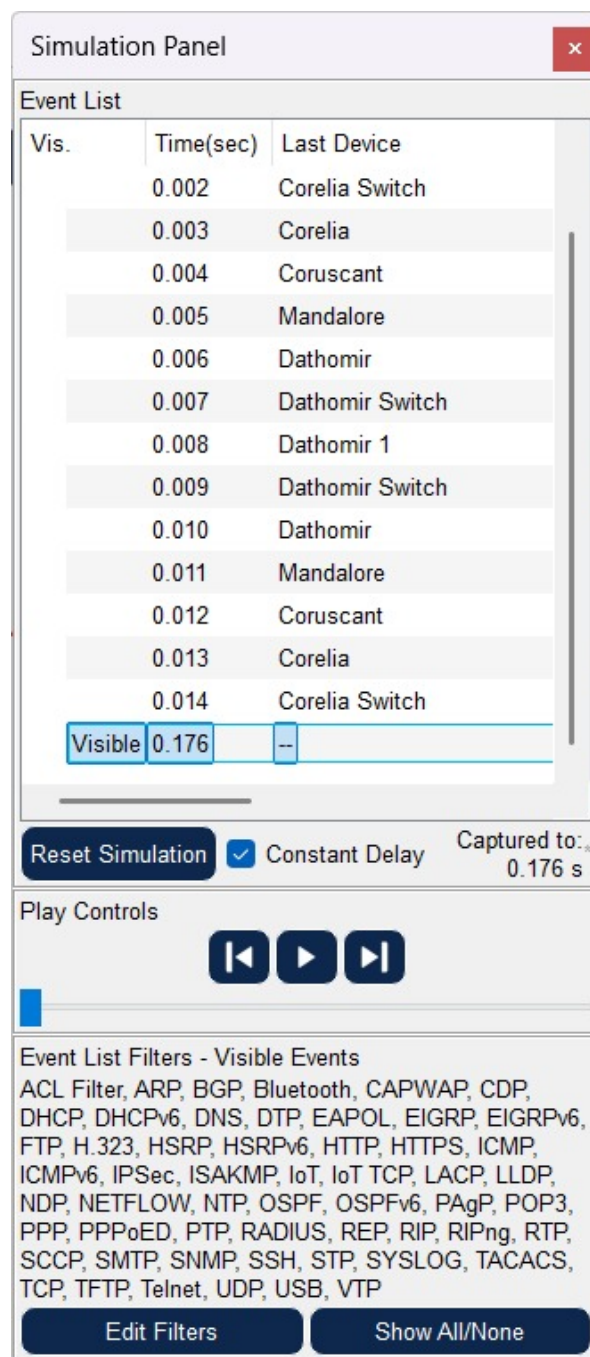 Simulation Panel
Event List
Vis. Time(sec) Last Device
0.002 Corelia Switch
0.003 Corelia
0.004 Coruscant
0.005 Mandalore
0.006 Dathomir
0.007 Dathomir Switch
0.008 Dathomir 1
0.009 Dathomir Switch
0.010 Dathomir
0.011 Mandalore
0.012 Coruscant
0.013 Corelia
0.014 Corelia Switch
Visible 0.176 --
Reset Simulation Constant Delay Captured to:
0.176 s
Play Controls
Event List Filters - Visible Events
ACL Filter, ARP, BGP, Bluetooth, CAPWAP, CDP,
DHCP, DHCPv6, DNS, DTP, EAPOL, EIGRP, EIGRPv6,
FTP, H.323, HSRP, HSRPv6, HTTP, HTTPS, ICMP,
ICMPv6, IPSec, ISAKMP, IoT, IoT TCP, LACP, LLDP,
NDP, NETFLOW, NTP, OSPF, OSPFv6, PAgP, POP3,
PPP, PPPoED, PTP, RADIUS, REP, RIP, RIPng, RTP,
SCCP, SMTP, SNMP, SSH, STP, SYSLOG, TACACS,
TCP, TFTP, Telnet, UDP, USB, VTP
Edit Filters Show All/None